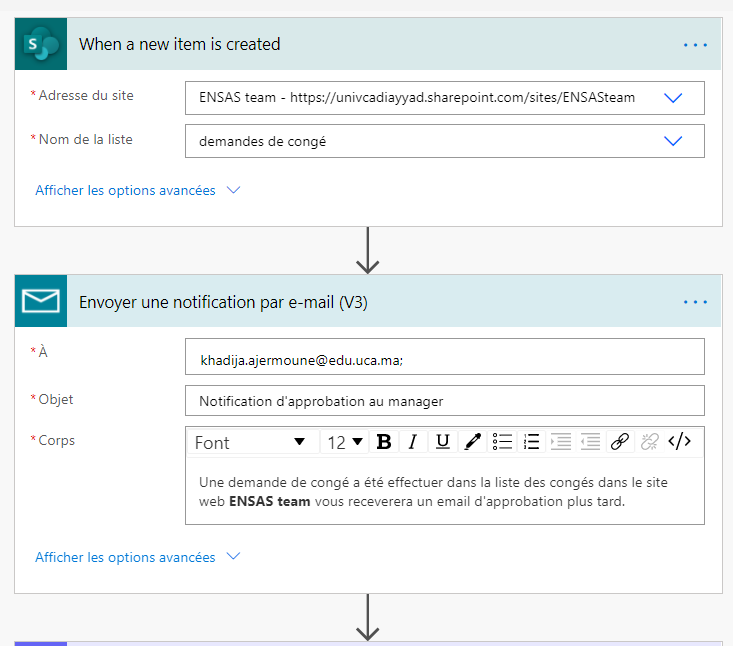 When a new item is created
* Adresse du site
ENSAS team - https://univcadiayyad.sharepoint.com/sites/ENSASteam
* Nom de la liste
demandes de congé
Afficher les options avancées
Envoyer une notification par e-mail (V3)
* À
khadija.ajermoune@edu.uca.ma;
* Objet
Notification d'approbation au manager
* Corps
Font 12 B I U </>
Une demande de congé a été effectuer dans la liste des congés dans le site
web ENSAS team vous receverera un email d'approbation plus tard.
Afficher les options avancées